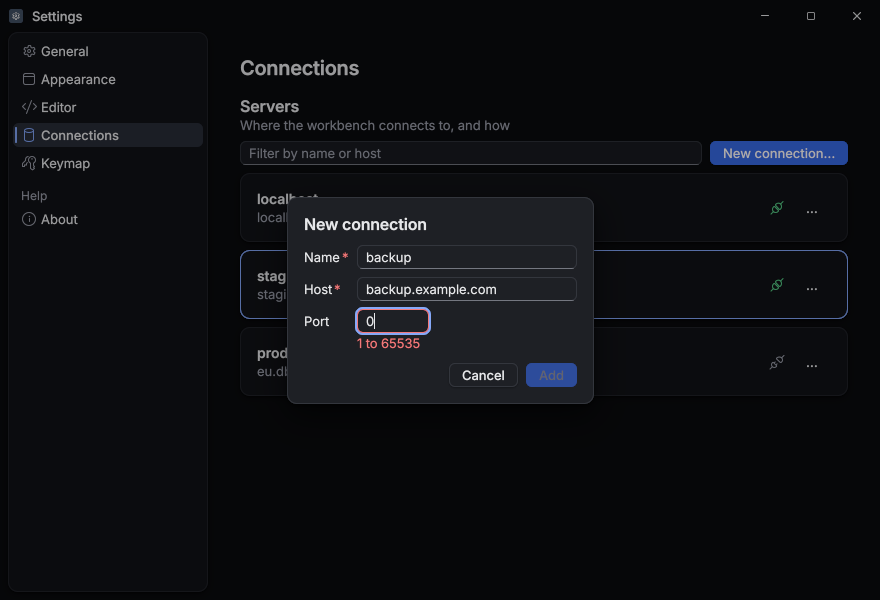 Settings
General
Appearance
Editor
Connections
Keymap
Help
About
Connections
Servers
Where the workbench connects to, and how
Filter by name or host
New connection...
New connection
Name*
backup
Host*
backup.example.com
Port
0
1 to 65535
Cancel
Add